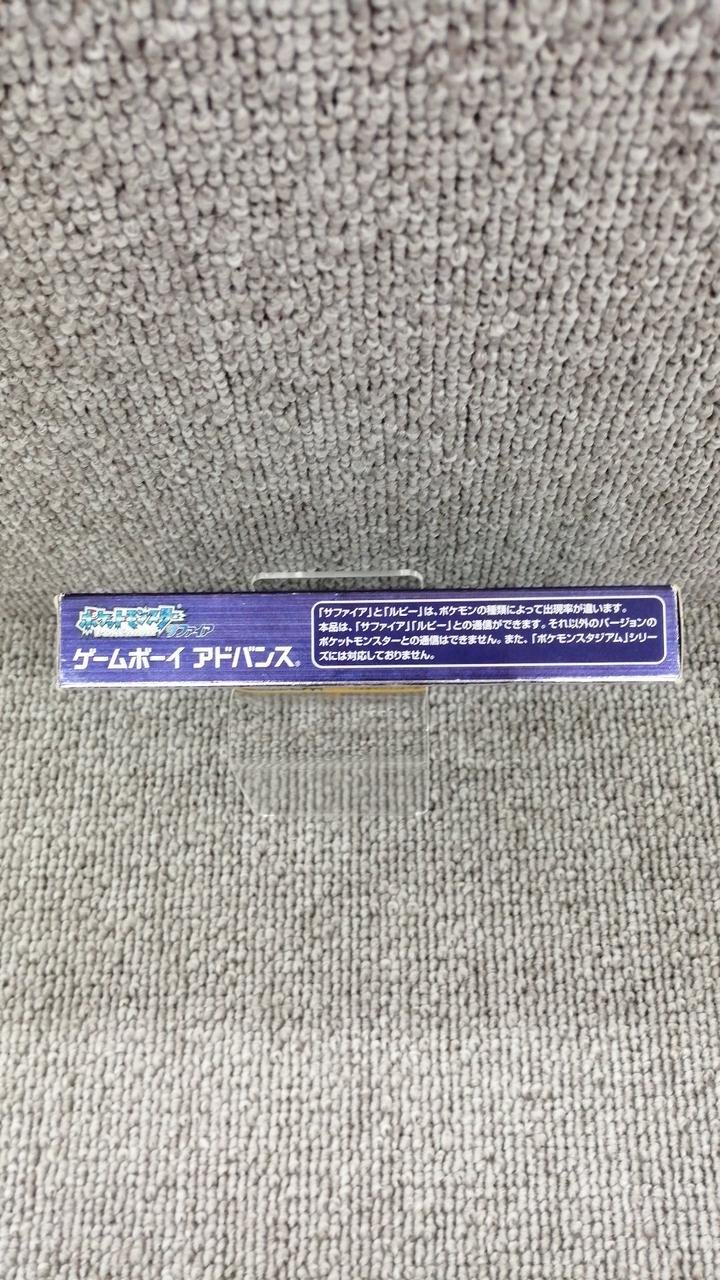 ポケットモンスター
サファイア
ゲームボーイ アドバンス®
「サファイア」と「ルビー」は、ポケモンの種類によって出現率が違います。
本品は、「サファイア」「ルビー」との通信ができます。それ以外のバージョンの
ポケットモンスターとの通信はできません。また、「ポケモンスタジアム」シリー
ズには対応しておりません。